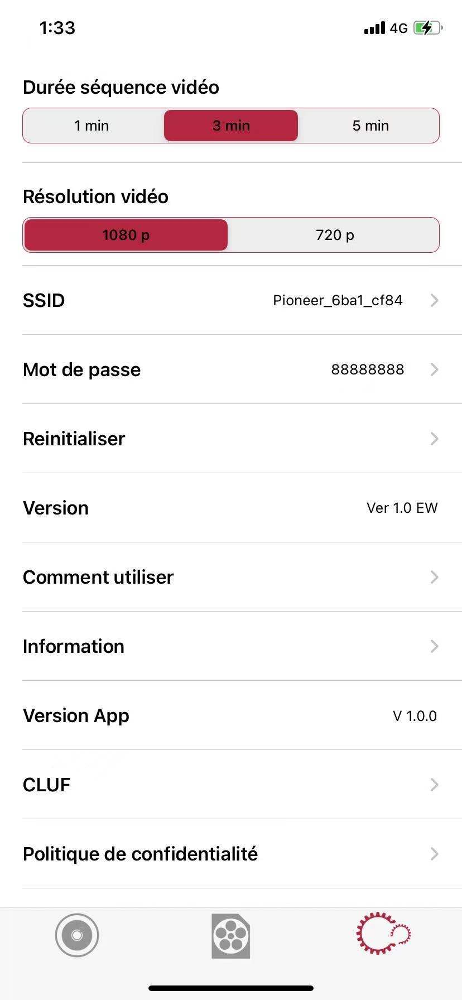 1:33 4G
Durée séquence vidéo
1 min 3 min 5 min
Résolution vidéo
1080 p 720 p
SSID Pioneer_6ba1_cf84
Mot de passe 88888888
Reinitialiser
Version Ver 1.0 EW
Comment utiliser
Information
Version App V 1.0.0
CLUF
Politique de confidentialité